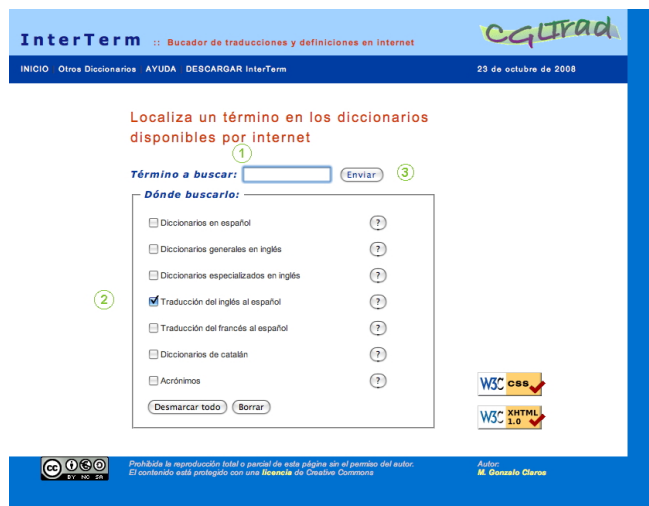 InterTerm :: Bucador de traducciones y definiciones en internet
CGLTrad
INICIO Otros Diccionarios AYUDA DESCARGAR InterTerm 23 de octubre de 2008
Localiza un término en los diccionarios
disponibles por internet
1
Término a buscar: Enviar 3
Dónde buscarlo:
Diccionarios en español ?
Diccionarios generales en inglés ?
Diccionarios especializados en inglés ?
2 Traducción del inglés al español ?
Traducción del francés al español ?
Diccionarios de catalán ?
Acrónimos ?
Desmarcar todo Borrar
W3C css
W3C XHTML 1.0
cc BY NC SA
Prohibida la reproducción total o parcial de esta página sin el permiso del autor.
El contenido está protegido con una licencia de Creative Commons
Autor:
M. Gonzalo Claros